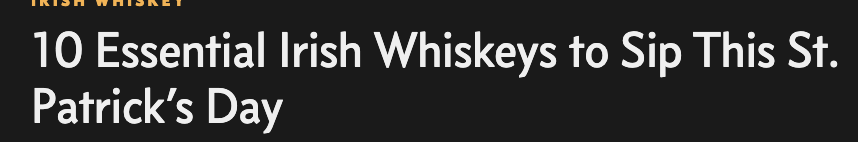 IRISH WHISKEY
10 Essential Irish Whiskeys to Sip This St.
Patrick's Day